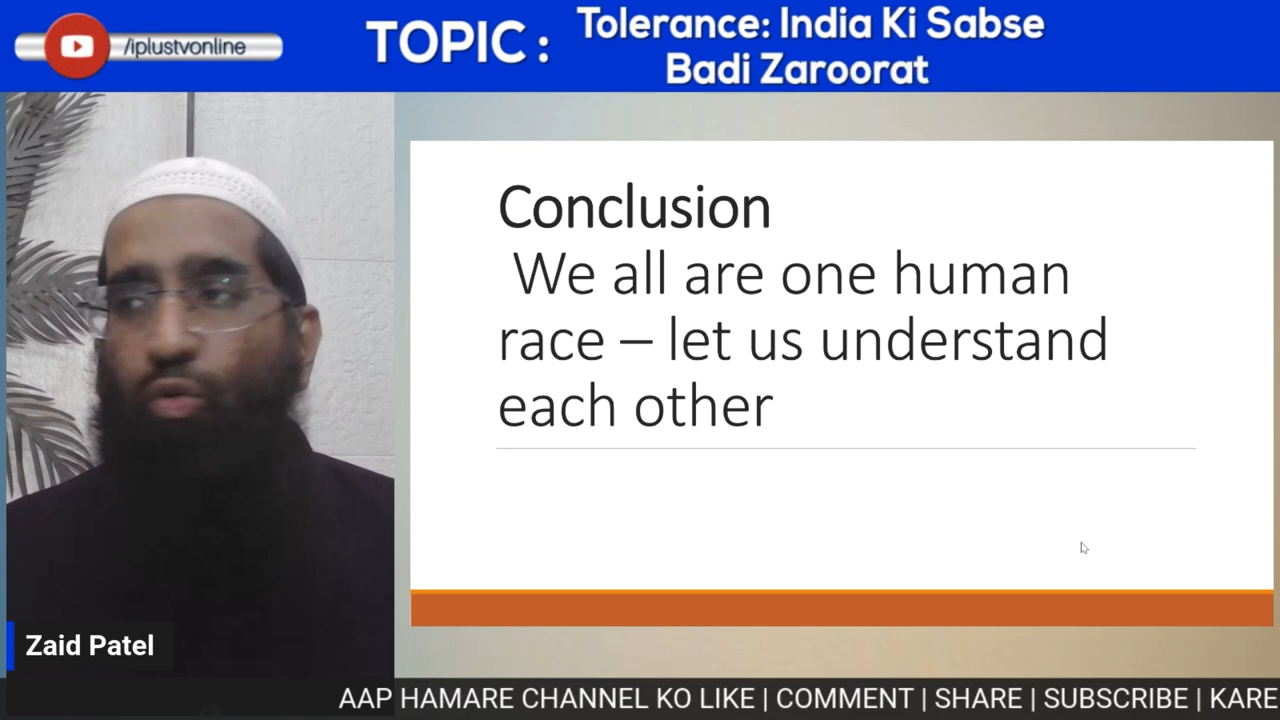 /iplustvonline
TOPIC :
Tolerance: India Ki Sabse
Badi Zaroorat
Conclusion
We all are one human
race – let us understand
each other
Zaid Patel
AAP HAMARE CHANNEL KO LIKE | COMMENT | SHARE | SUBSCRIBE | KARE